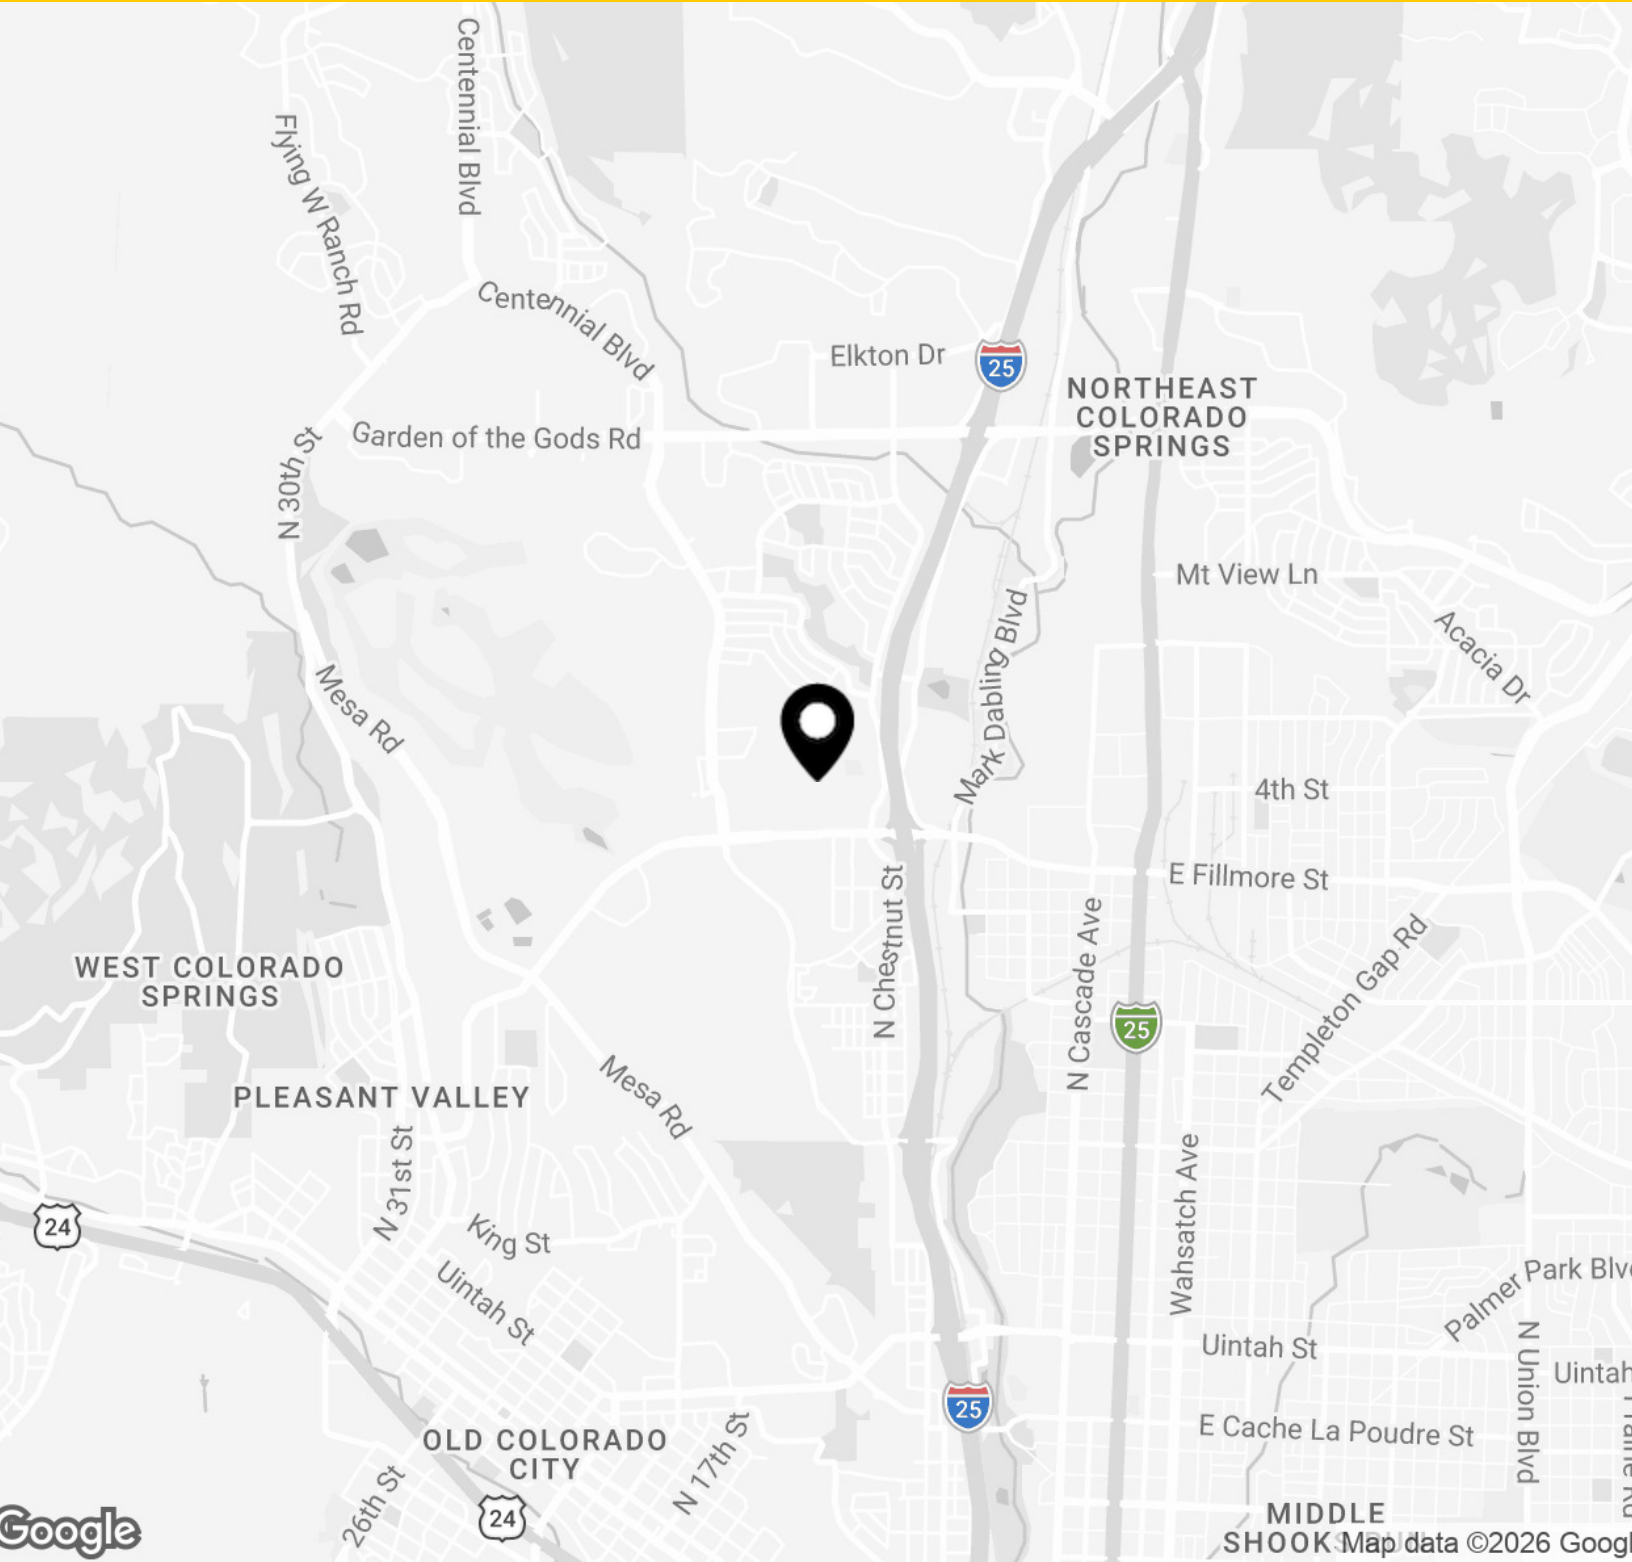 Centennial Blvd
Flying W Ranch Rd
Centennial Blvd
Elkton Dr
25
NORTHEAST
COLORADO
SPRINGS
Garden of the Gods Rd
N 30th St
Mt View Ln
Mark Dabling Blvd
Acacia Dr
Mesa Rd
4th St
E Fillmore St
N Chestnut St
N Cascade Ave
Templeton Gap Rd
WEST COLORADO
SPRINGS
25
PLEASANT VALLEY
Mesa Rd
N 31st St
Wahsatch Ave
24
King St
Uintah St
Palmer Park Blv
Uintah St
N Union Blvd
Uintah
25
E Cache La Poudre St
OLD COLORADO
CITY
N 17th St
26th St
24
MIDDLE
SHOOKS RUN
Google
Map data ©2026 Googl